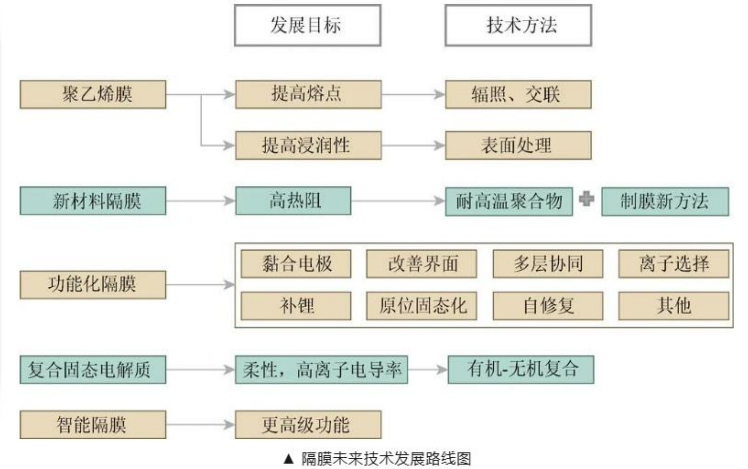 发展目标 技术方法
聚乙烯膜 提高熔点 辐照、交联
提高浸润性 表面处理
新材料隔膜 高热阻 耐高温聚合物 + 制膜新方法
功能化隔膜
黏合电极 改善界面 多层协同 离子选择
补锂 原位固态化 自修复 其他
复合固态电解质 柔性，高离子电导率 有机-无机复合
智能隔膜 更高级功能
▲ 隔膜未来技术发展路线图